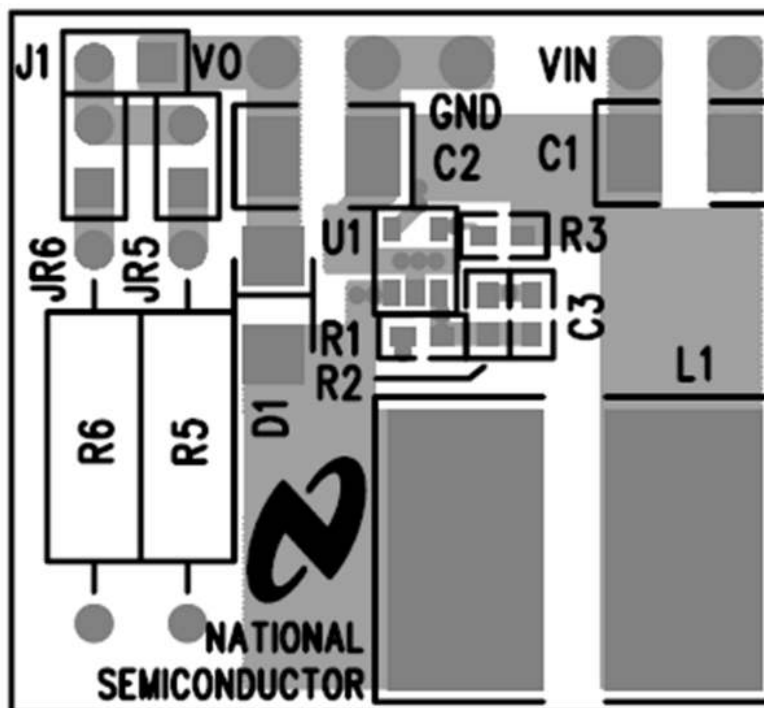 J1 VO VIN
GND
C2 C1
U1 R3
JR6 JR5
C3
R1
R2 L1
D1
R6 R5
NATIONAL
SEMICONDUCTOR